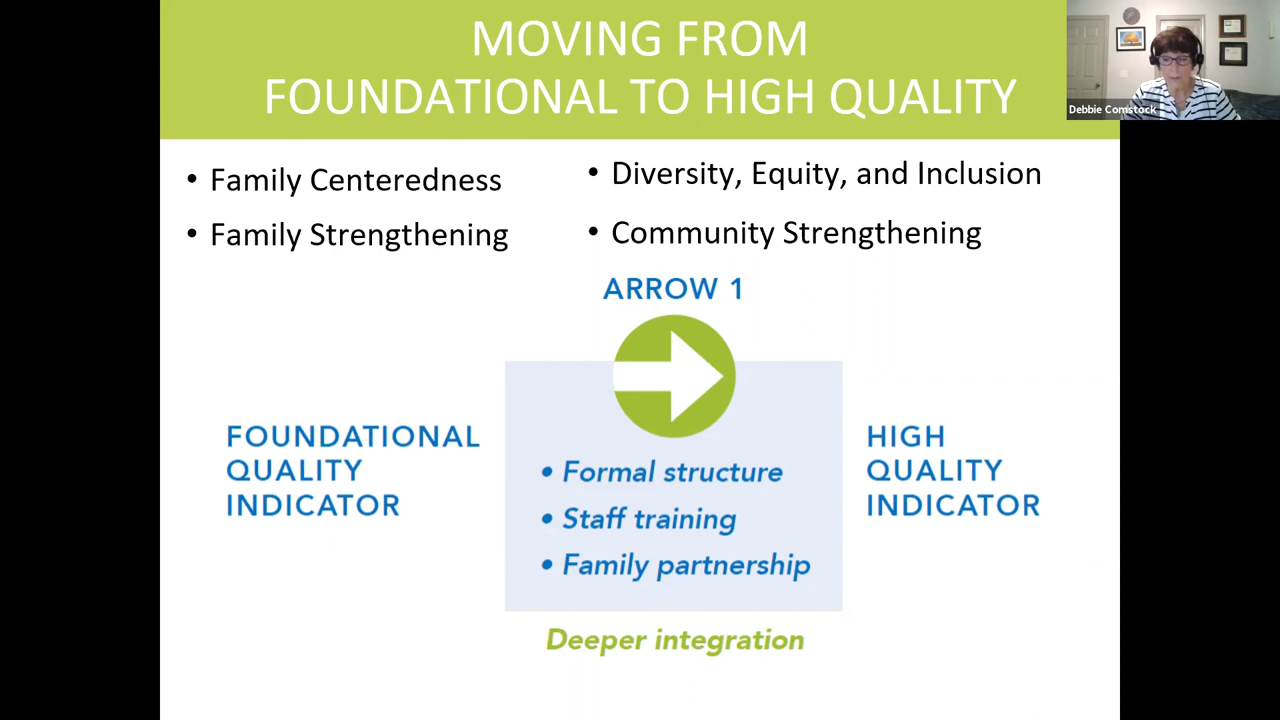 MOVING FROM
FOUNDATIONAL TO HIGH QUALITY
Debbie Comstock
• Family Centeredness
• Family Strengthening
• Diversity, Equity, and Inclusion
• Community Strengthening
ARROW 1
FOUNDATIONAL
QUALITY
INDICATOR
• Formal structure
• Staff training
• Family partnership
HIGH
QUALITY
INDICATOR
Deeper integration